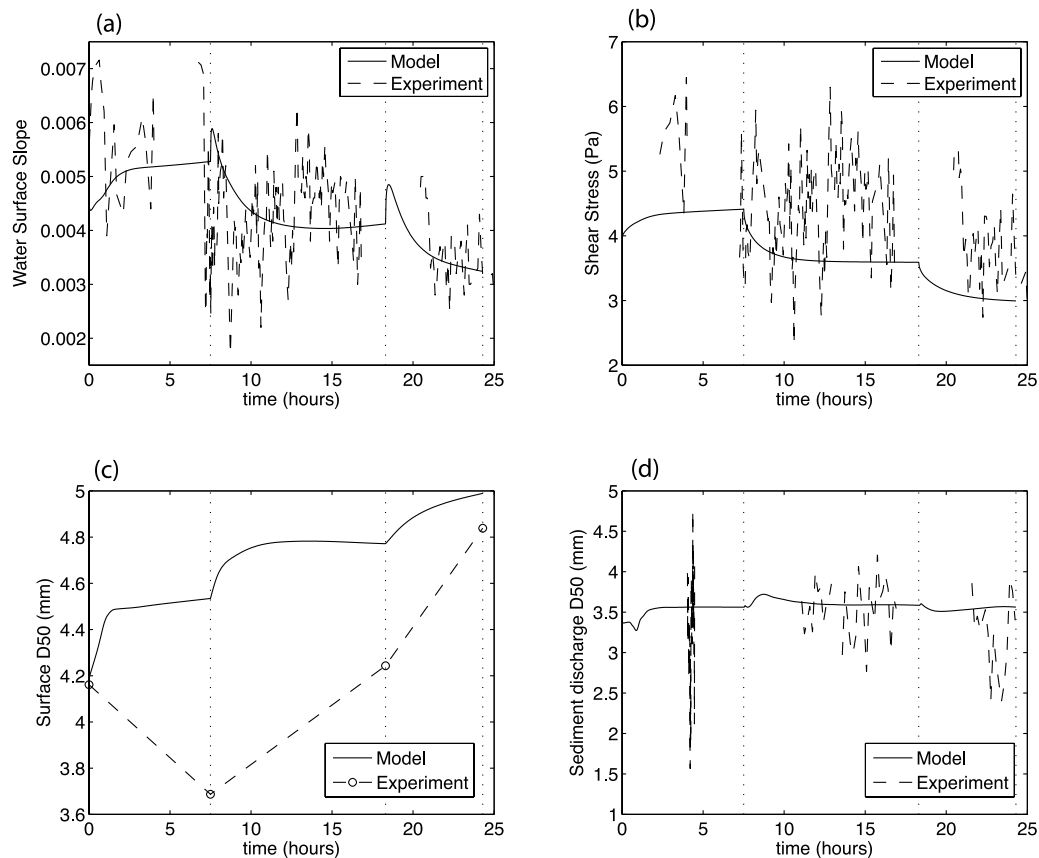 (a)
Model
Experiment
0.007
0.006
0.005
0.004
0.003
0.002
Water Surface Slope
0 5 10 15 20 25
time (hours)
(b)
Model
Experiment
7
6
5
4
3
2
Shear Stress (Pa)
0 5 10 15 20 25
time (hours)
(c)
5
4.8
4.6
4.4
4.2
4
3.8
3.6
Surface D50 (mm)
Model
Experiment
0 5 10 15 20 25
time (hours)
(d)
5
4.5
4
3.5
3
2.5
2
1.5
1
Sediment discharge D50 (mm)
Model
Experiment
0 5 10 15 20 25
time (hours)